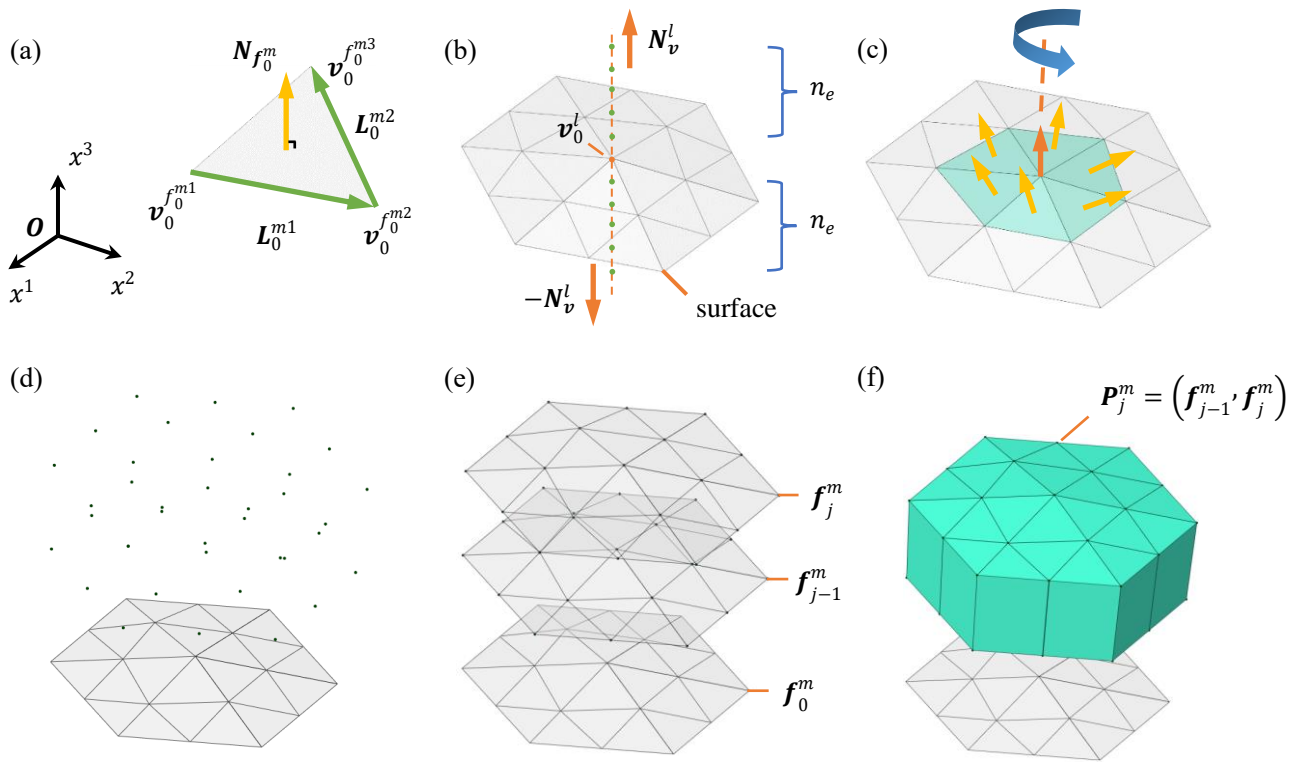 (a)
𝑵_{𝒇_0^m}
𝒗_0^{f_0^{m3}}
𝑳_0^{m2}
x^3
𝒗_0^{f_0^{m1}}
𝑶
𝑳_0^{m1}
𝒗_0^{f_0^{m2}}
x^1
x^2
(b)
𝑵_𝒗^l
n_e
𝒗_0^l
n_e
−𝑵_𝒗^l
surface
(c)
(d)
(e)
𝒇_j^m
𝒇_{j−1}^m
𝒇_0^m
(f)
𝑷_j^m = (𝒇_{j−1}^m, 𝒇_j^m)